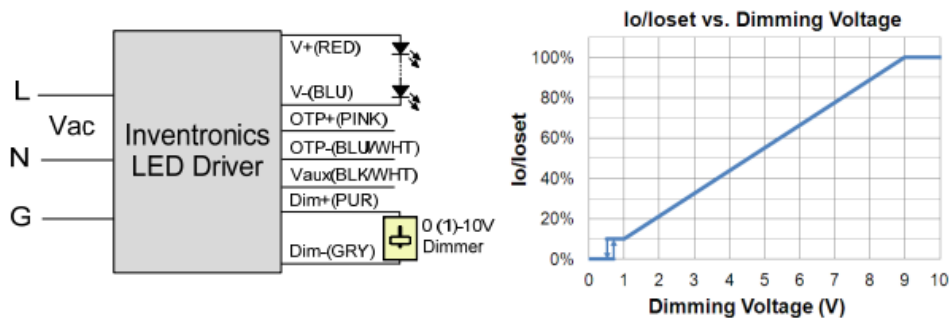 L
Vac
N
G
Inventronics
LED Driver
V+(RED)
V-(BLU)
OTP+(PINK)
OTP-(BLU/WHT)
Vaux(BLK/WHT)
Dim+(PUR)
Dim-(GRY)
0 (1)-10V
Dimmer
Io/Ioset vs. Dimming Voltage
Io/Ioset
100%
80%
60%
40%
20%
0%
0 1 2 3 4 5 6 7 8 9 10
Dimming Voltage (V)